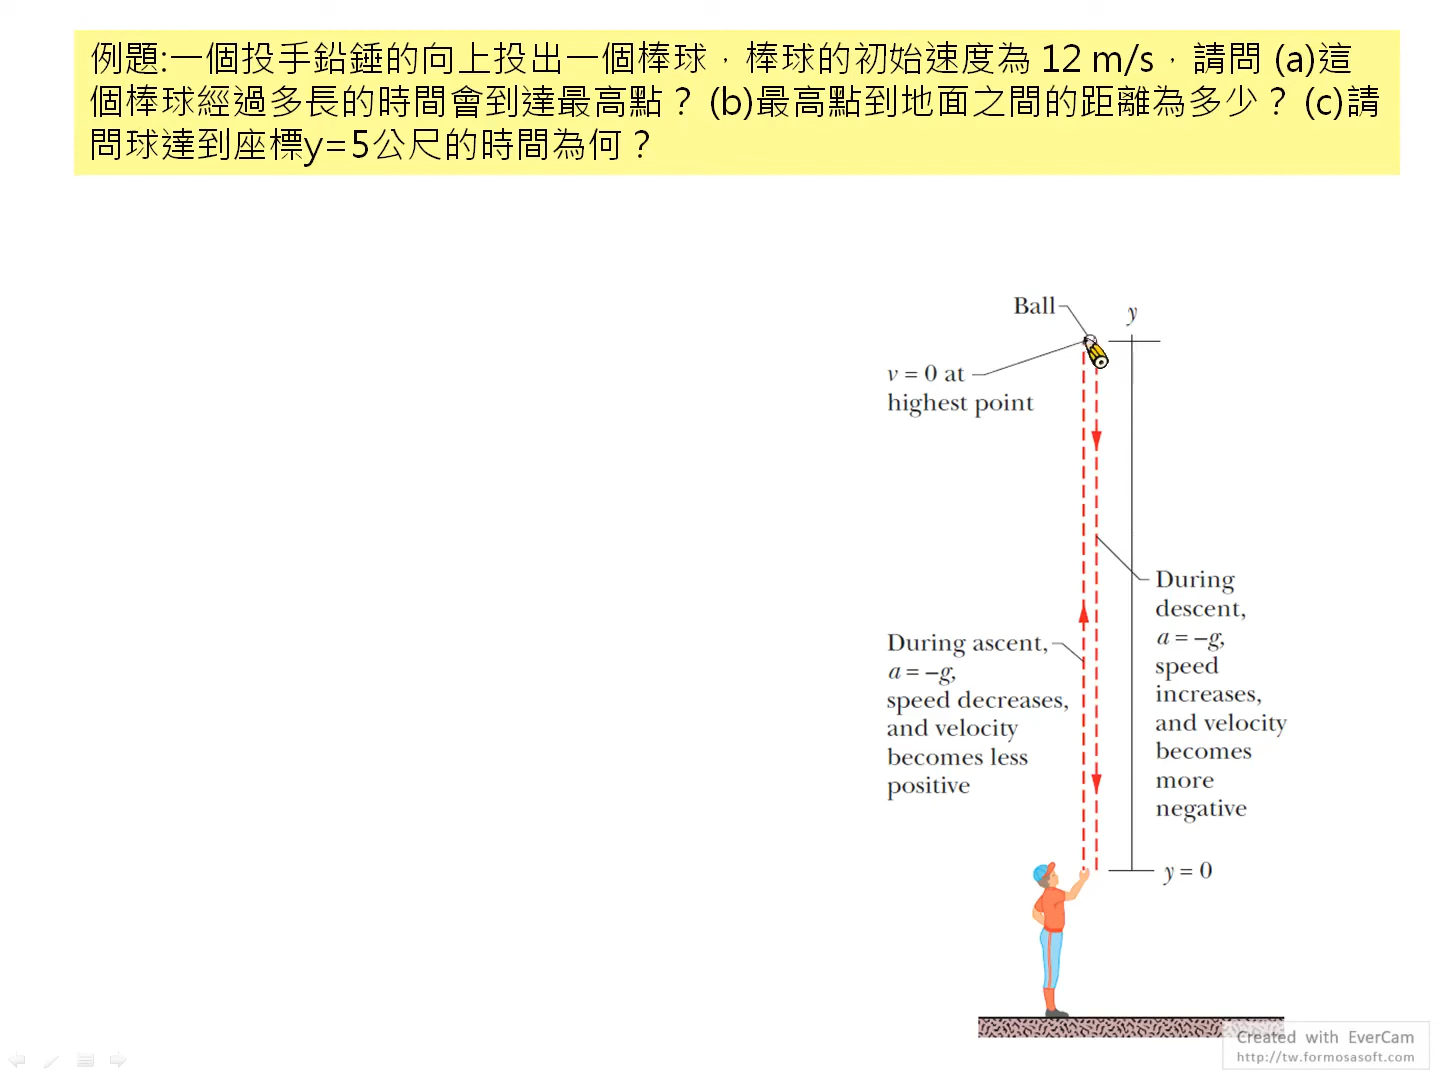 例題:一個投手鉛錘的向上投出一個棒球，棒球的初始速度為 12 m/s，請問 (a)這
個棒球經過多長的時間會到達最高點？ (b)最高點到地面之間的距離為多少？ (c)請
問球達到座標y=5公尺的時間為何？
Ball
y
v = 0 at
highest point
During ascent,
a = –g,
speed decreases,
and velocity
becomes less
positive
During
descent,
a = –g,
speed
increases,
and velocity
becomes
more
negative
y = 0
Created with EverCam
http://tw.formosasoft.com